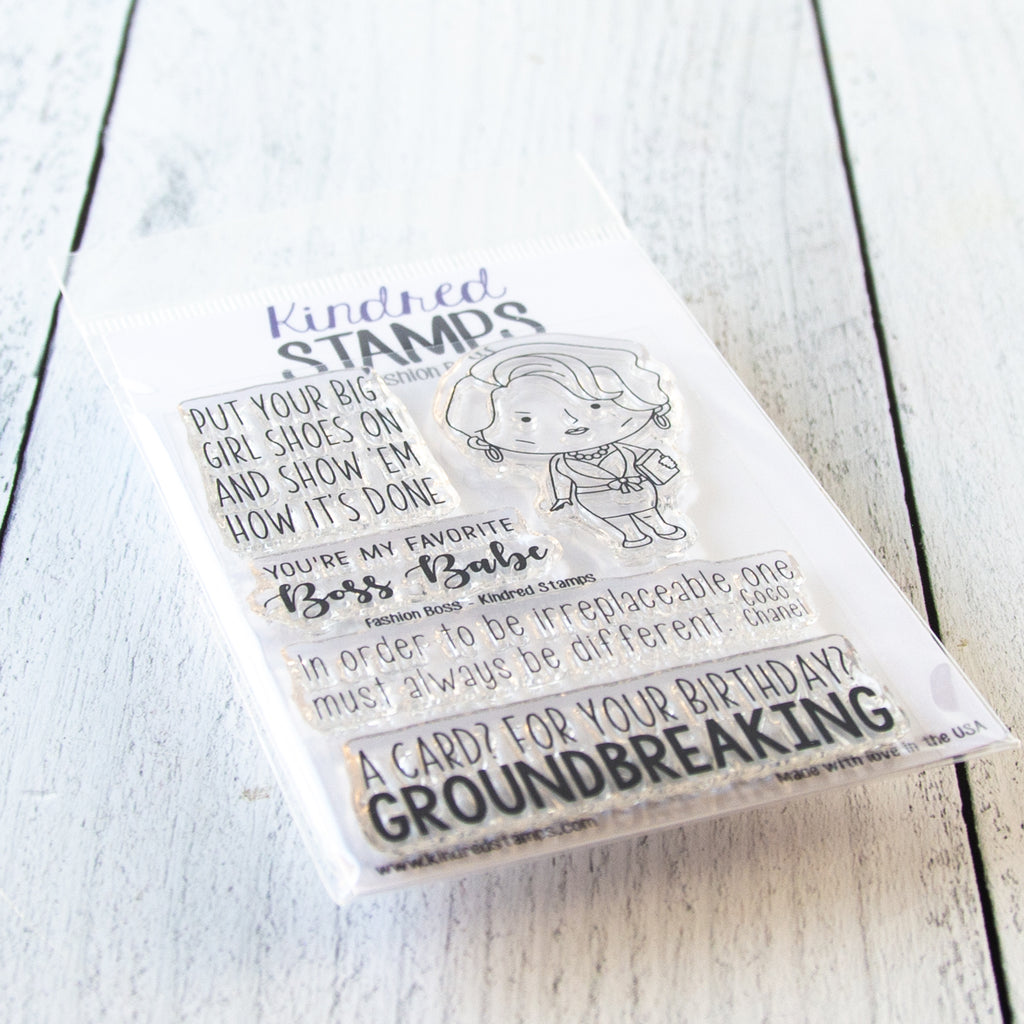 Kindred
STAMPS
PUT YOUR BIG
GIRL SHOES ON
AND SHOW 'EM
HOW IT'S DONE
YOU'RE MY FAVORITE
Boss Babe
Fashion Boss - Kindred Stamps
in order to be irreplaceable one
must always be different. Coco
Chanel
A CARD? FOR YOUR BIRTHDAY?
GROUNDBREAKING
www.kindredstamps.com
Made with love in the USA